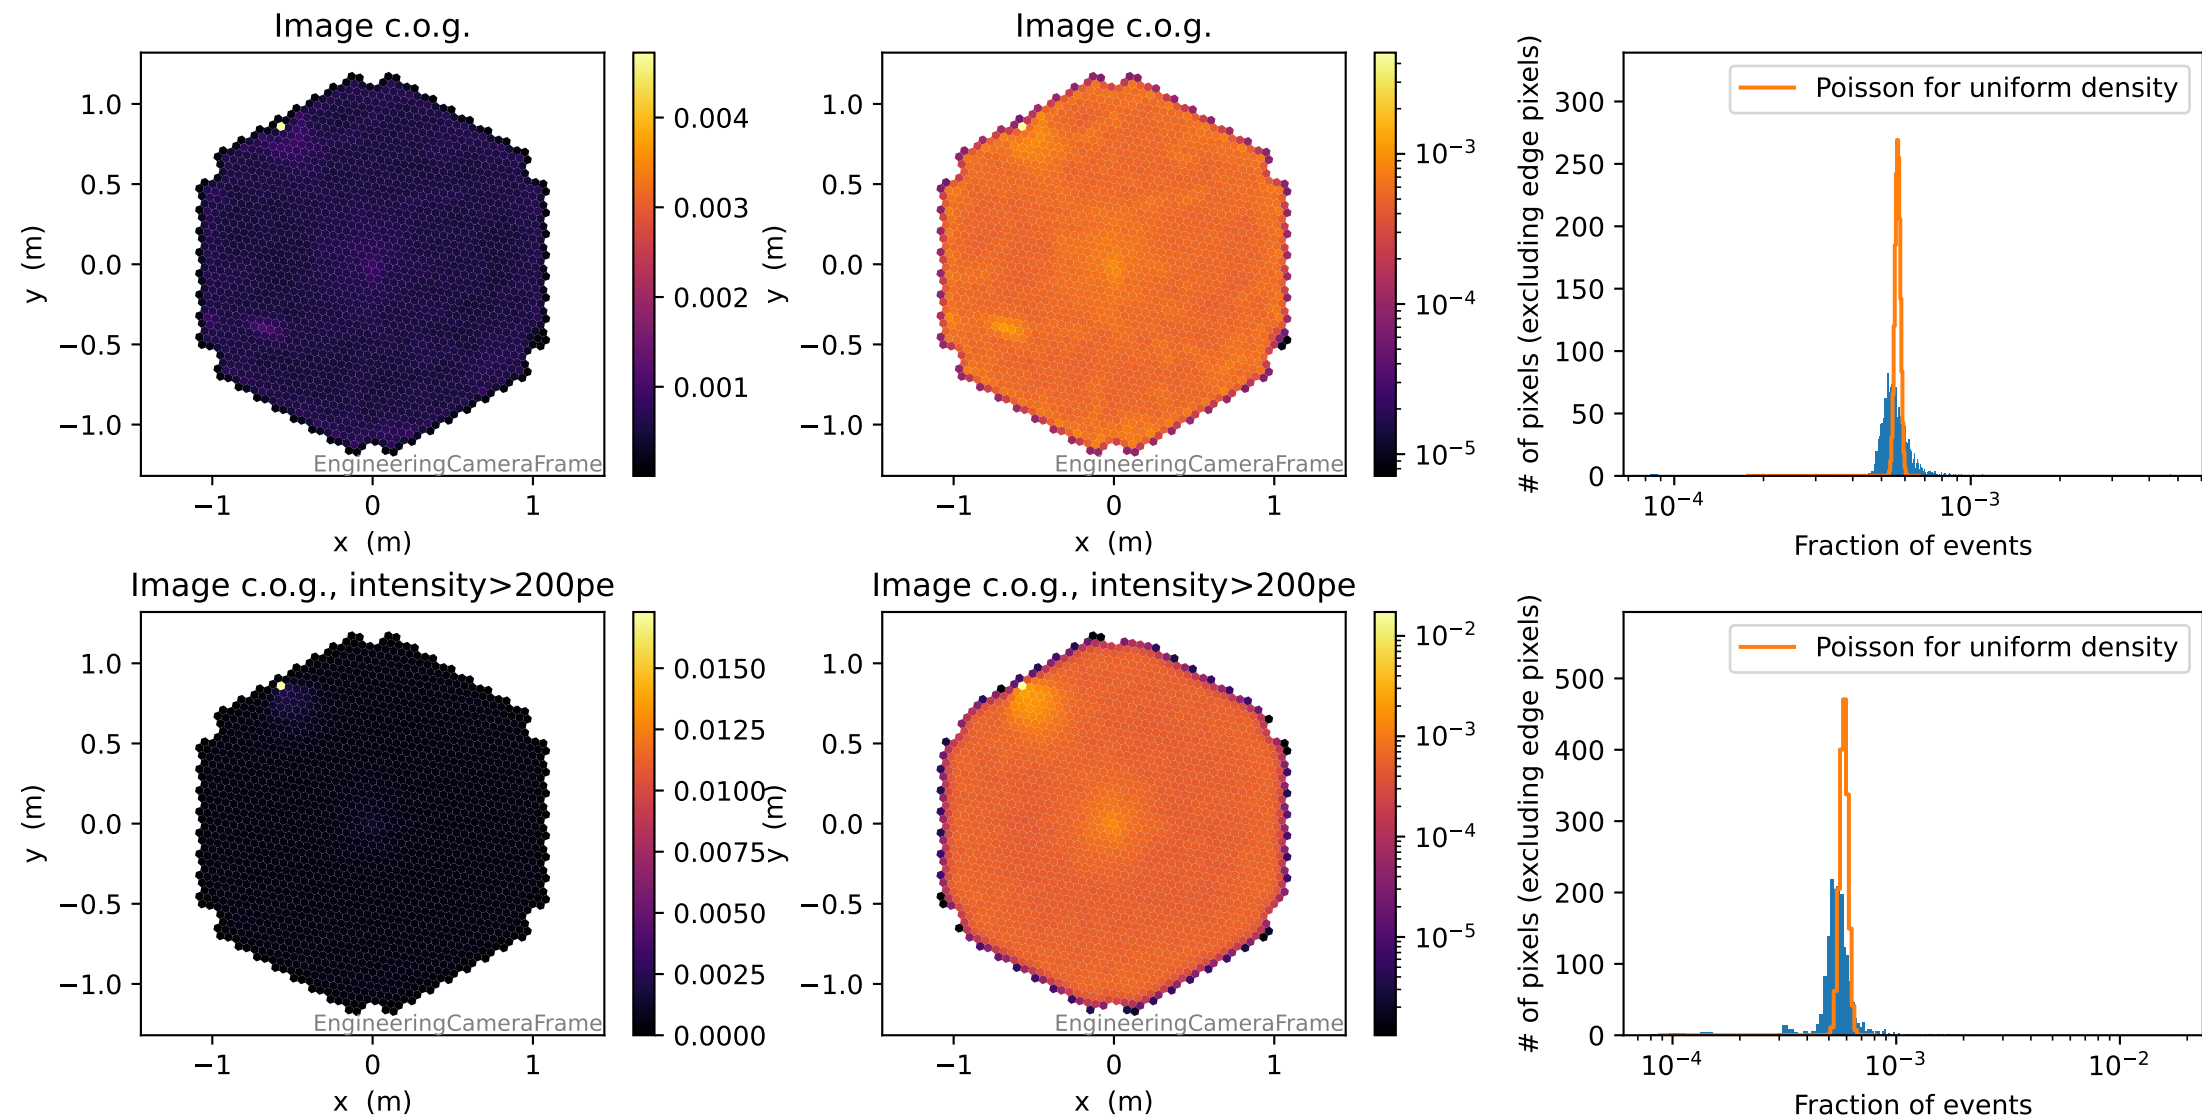 Image c.o.g.
1.0
0.5
0.0
−0.5
−1.0
y (m)
−1 0 1
x (m)
EngineeringCameraFrame
0.004
0.003
0.002
0.001
Image c.o.g.
1.0
0.5
0.0
−0.5
−1.0
y (m)
−1 0 1
x (m)
EngineeringCameraFrame
10⁻³
10⁻⁴
10⁻⁵
# of pixels (excluding edge pixels)
300
250
200
150
100
50
0
Poisson for uniform density
10⁻⁴ 10⁻³
Fraction of events
Image c.o.g., intensity>200pe
1.0
0.5
0.0
−0.5
−1.0
y (m)
−1 0 1
x (m)
EngineeringCameraFrame
0.0150
0.0125
0.0100
0.0075
0.0050
0.0025
0.0000
Image c.o.g., intensity>200pe
1.0
0.5
0.0
−0.5
−1.0
y (m)
−1 0 1
x (m)
EngineeringCameraFrame
10⁻²
10⁻³
10⁻⁴
10⁻⁵
# of pixels (excluding edge pixels)
500
400
300
200
100
0
Poisson for uniform density
10⁻⁴ 10⁻³ 10⁻²
Fraction of events